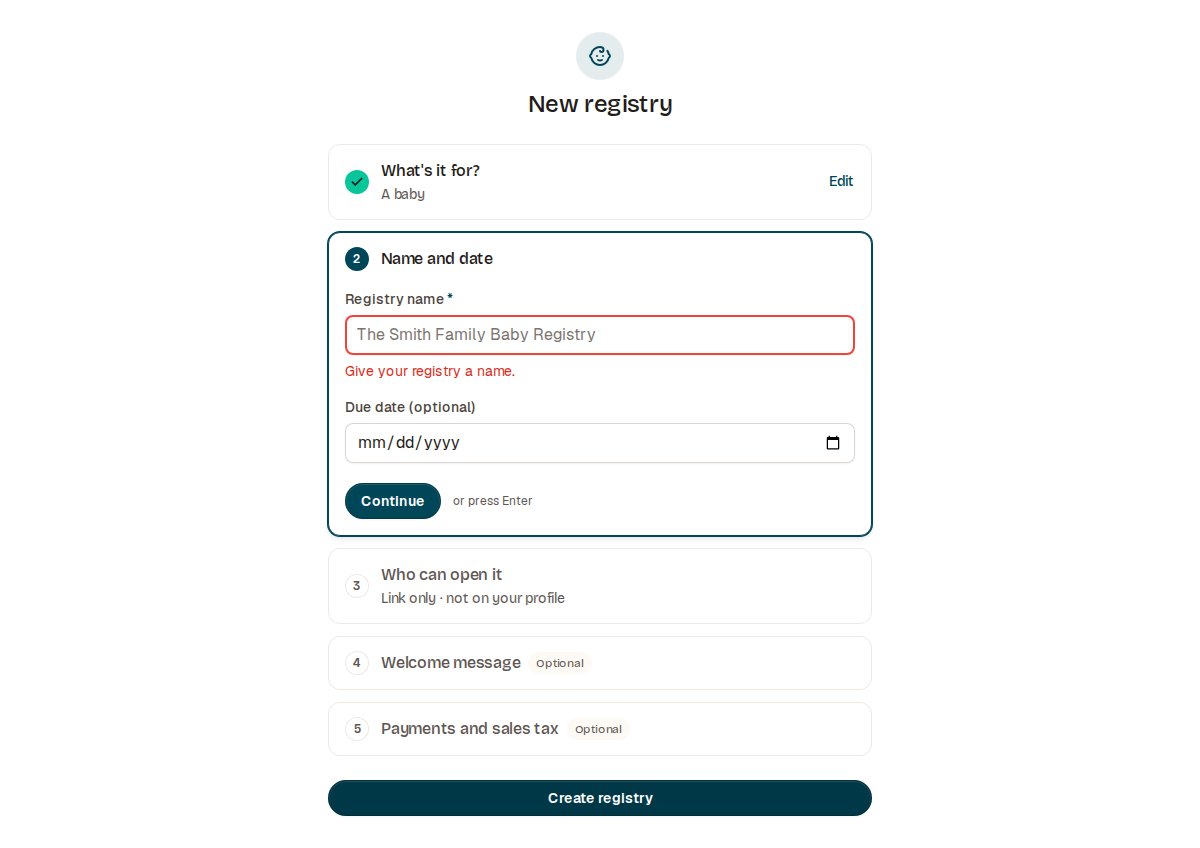 New registry
What's it for?
A baby
Edit
2 Name and date
Registry name *
The Smith Family Baby Registry
Give your registry a name.
Due date (optional)
mm/dd/yyyy
Continue or press Enter
3 Who can open it
Link only · not on your profile
4 Welcome message Optional
5 Payments and sales tax Optional
Create registry